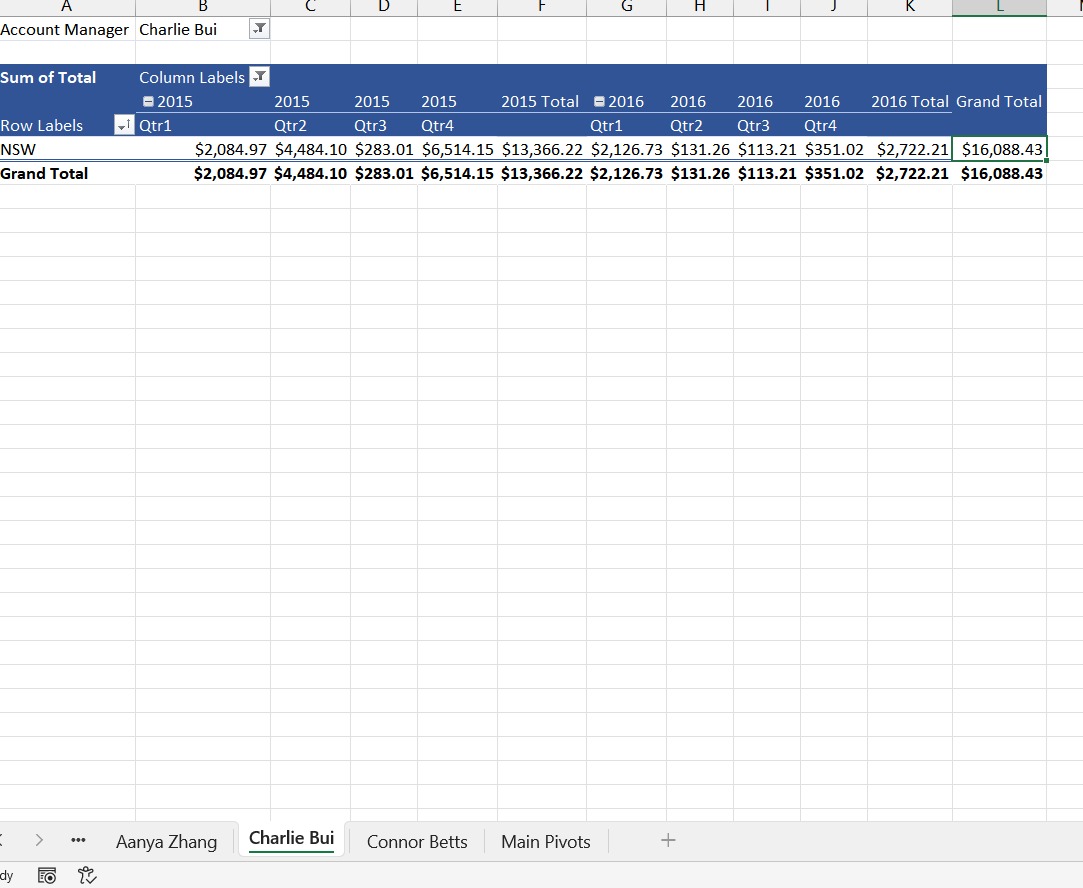 A B C D E F G H I J K L
Account Manager Charlie Bui
Sum of Total Column Labels
2015 2015 2015 2015 2015 Total 2016 2016 2016 2016 2016 Total Grand Total
Row Labels Qtr1 Qtr2 Qtr3 Qtr4 Qtr1 Qtr2 Qtr3 Qtr4
NSW $2,084.97 $4,484.10 $283.01 $6,514.15 $13,366.22 $2,126.73 $131.26 $113.21 $351.02 $2,722.21 $16,088.43
Grand Total $2,084.97 $4,484.10 $283.01 $6,514.15 $13,366.22 $2,126.73 $131.26 $113.21 $351.02 $2,722.21 $16,088.43
Aanya Zhang Charlie Bui Connor Betts Main Pivots
dy